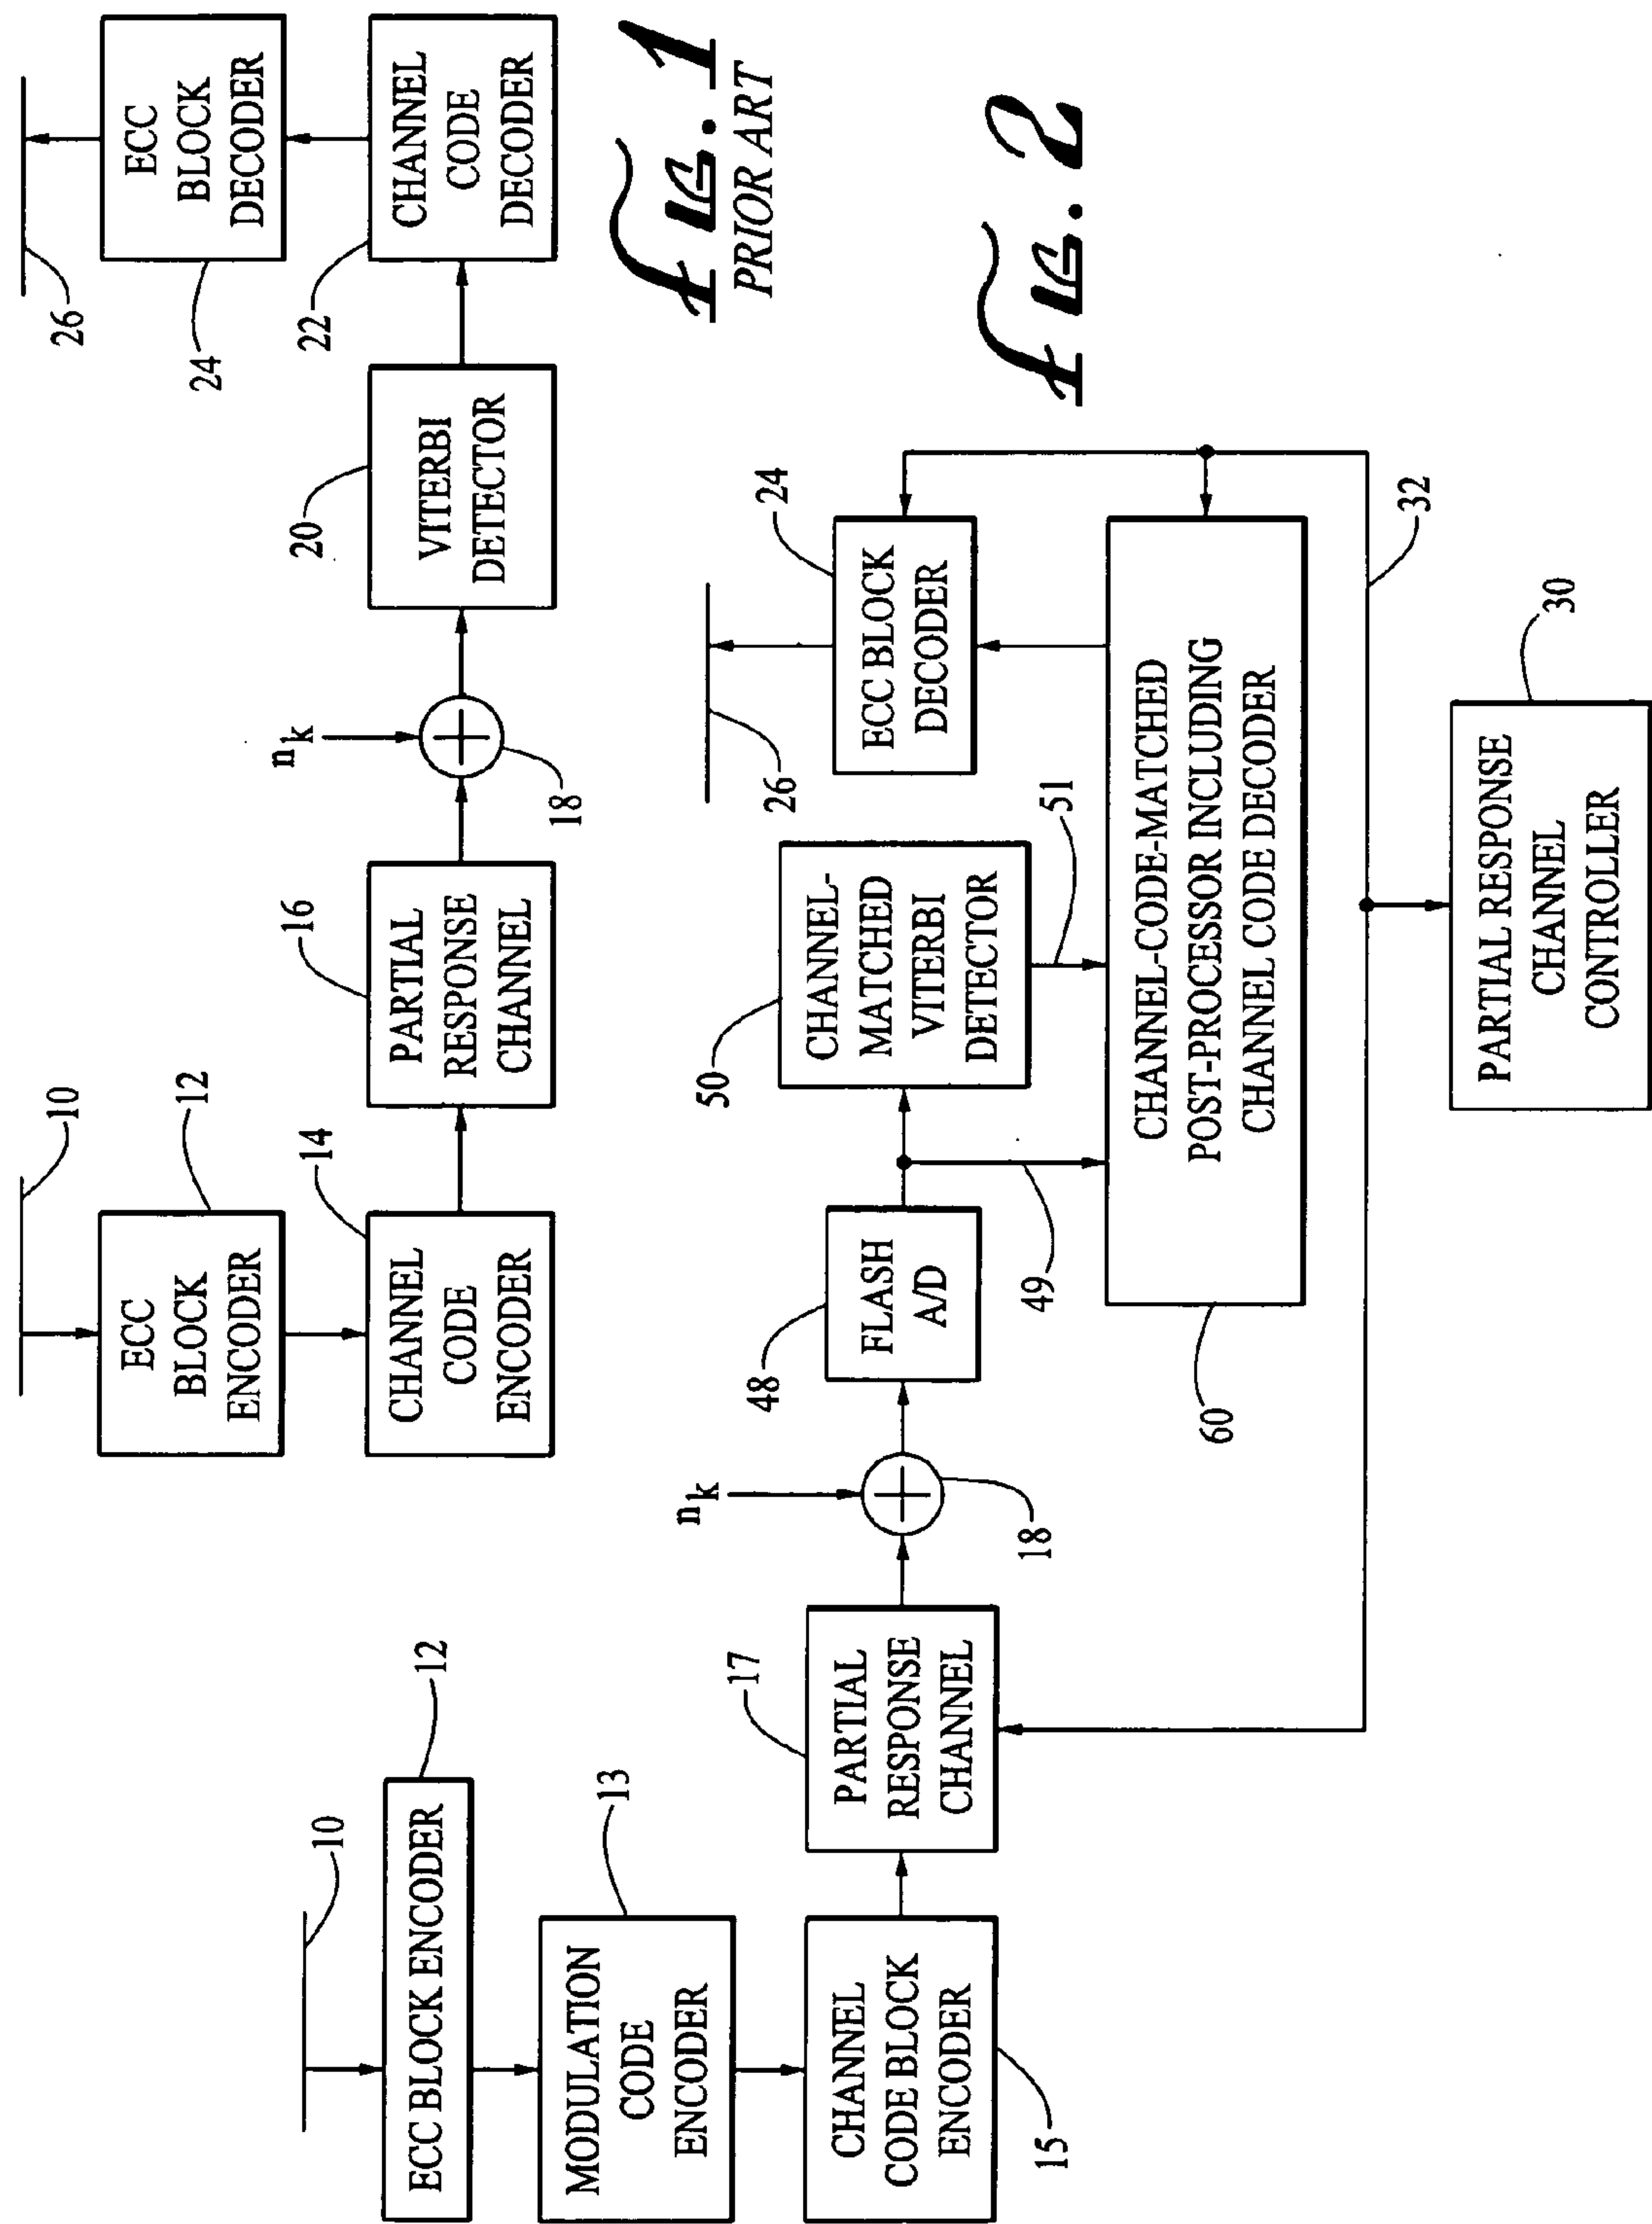 10
ECC
BLOCK
ENCODER
12
CHANNEL
CODE
ENCODER
14
PARTIAL
RESPONSE
CHANNEL
16
nk
18
VITERBI
DETECTOR
20
CHANNEL
CODE
DECODER
22
ECC
BLOCK
DECODER
24
26
FIG. 1
PRIOR ART
10
ECC BLOCK ENCODER
12
MODULATION
CODE
ENCODER
13
CHANNEL
CODE BLOCK
ENCODER
15
PARTIAL
RESPONSE
CHANNEL
17
nk
18
FLASH
A/D
48
49
CHANNEL-
MATCHED
VITERBI
DETECTOR
50
51
ECC BLOCK
DECODER
24
26
CHANNEL-CODE-MATCHED
POST-PROCESSOR INCLUDING
CHANNEL CODE DECODER
60
32
PARTIAL RESPONSE
CHANNEL
CONTROLLER
30
FIG. 2